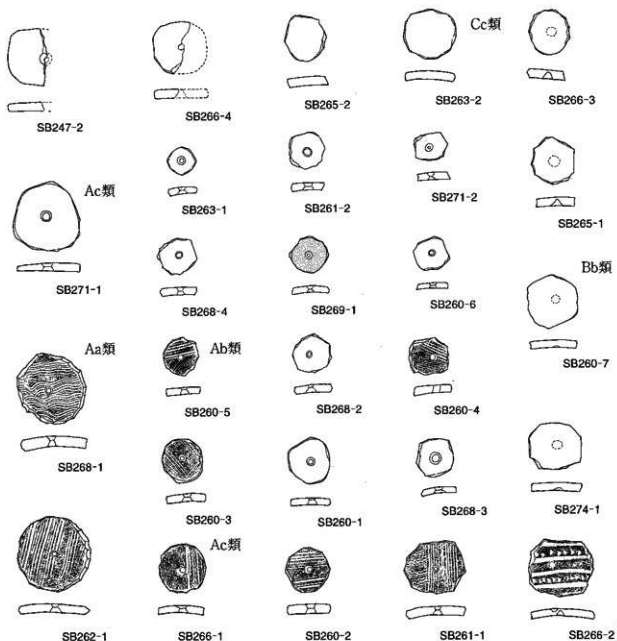 Cc類
SB247-2
SB266-4
SB265-2
SB263-2
SB266-3
Ac類
SB263-1
SB261-2
SB271-2
SB265-1
SB271-1
SB268-4
SB269-1
SB260-6
Bb類
SB260-7
Aa類
Ab類
SB260-5
SB268-2
SB260-4
SB268-1
SB260-3
SB260-1
SB268-3
SB274-1
Ac類
SB262-1
SB266-1
SB260-2
SB261-1
SB266-2